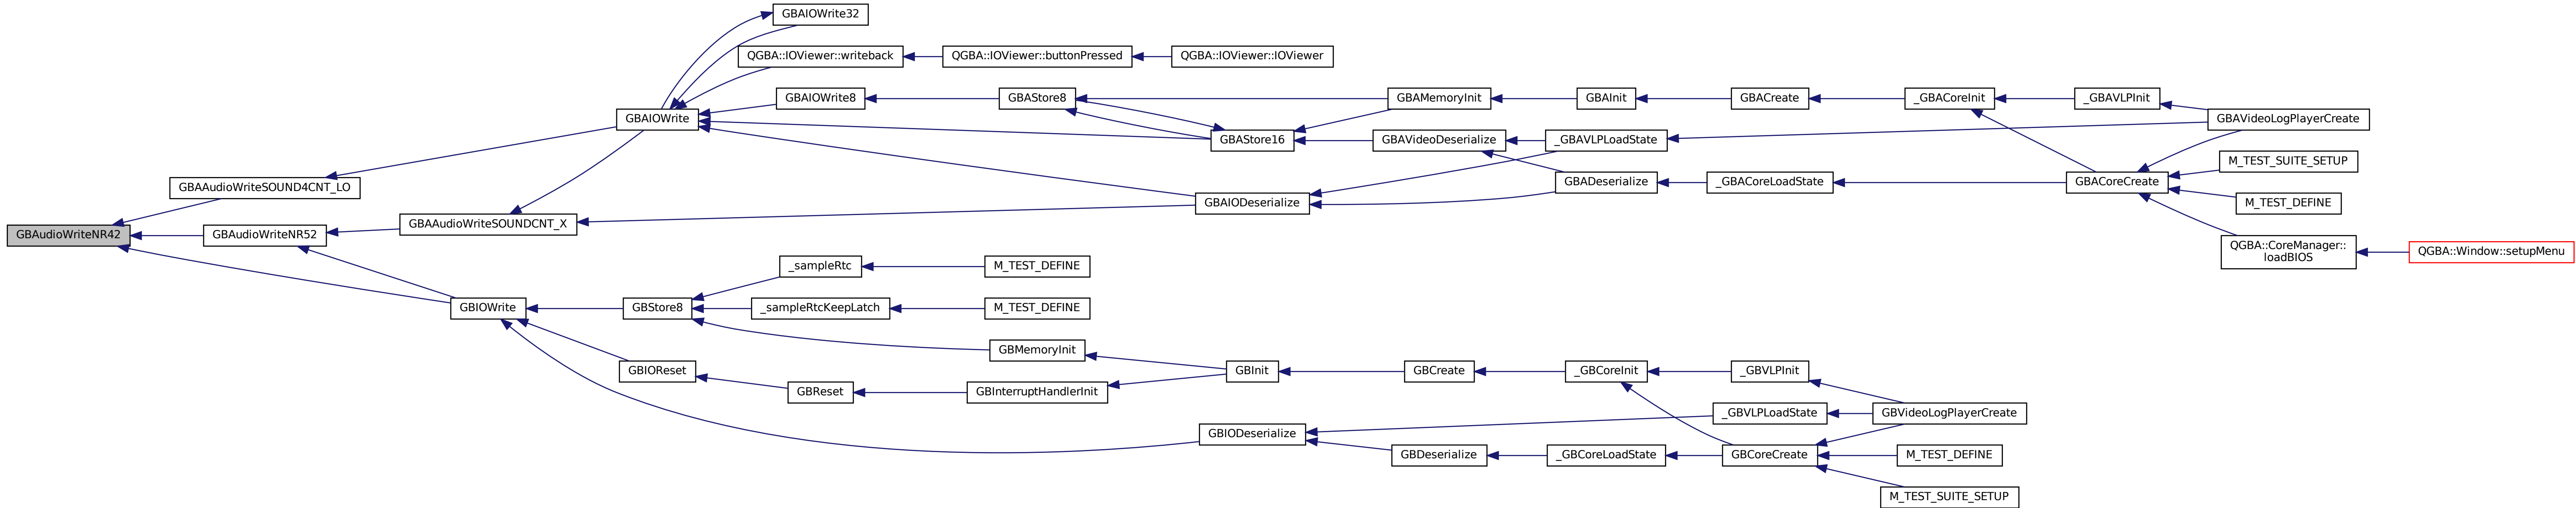 GBAIOWrite32
QGBA::IOViewer::writeback
QGBA::IOViewer::buttonPressed
QGBA::IOViewer::IOViewer
GBAIOWrite8
GBAStore8
GBAMemoryInit
GBAInit
GBACreate
_GBACoreInit
_GBAVLPInit
GBAIOWrite
GBAVideoLogPlayerCreate
GBAStore16
GBAVideoDeserialize
_GBAVLPLoadState
M_TEST_SUITE_SETUP
GBAAudioWriteSOUND4CNT_LO
GBADeserialize
_GBACoreLoadState
GBACoreCreate
GBAIODeserialize
M_TEST_DEFINE
GBAAudioWriteSOUNDCNT_X
GBAudioWriteNR42
GBAudioWriteNR52
QGBA::CoreManager::
loadBIOS
QGBA::Window::setupMenu
_sampleRtc
M_TEST_DEFINE
GBIOWrite
GBStore8
_sampleRtcKeepLatch
M_TEST_DEFINE
GBMemoryInit
GBIOReset
GBInit
GBCreate
_GBCoreInit
_GBVLPInit
GBReset
GBInterruptHandlerInit
_GBVLPLoadState
GBVideoLogPlayerCreate
GBIODeserialize
GBDeserialize
_GBCoreLoadState
GBCoreCreate
M_TEST_DEFINE
M_TEST_SUITE_SETUP